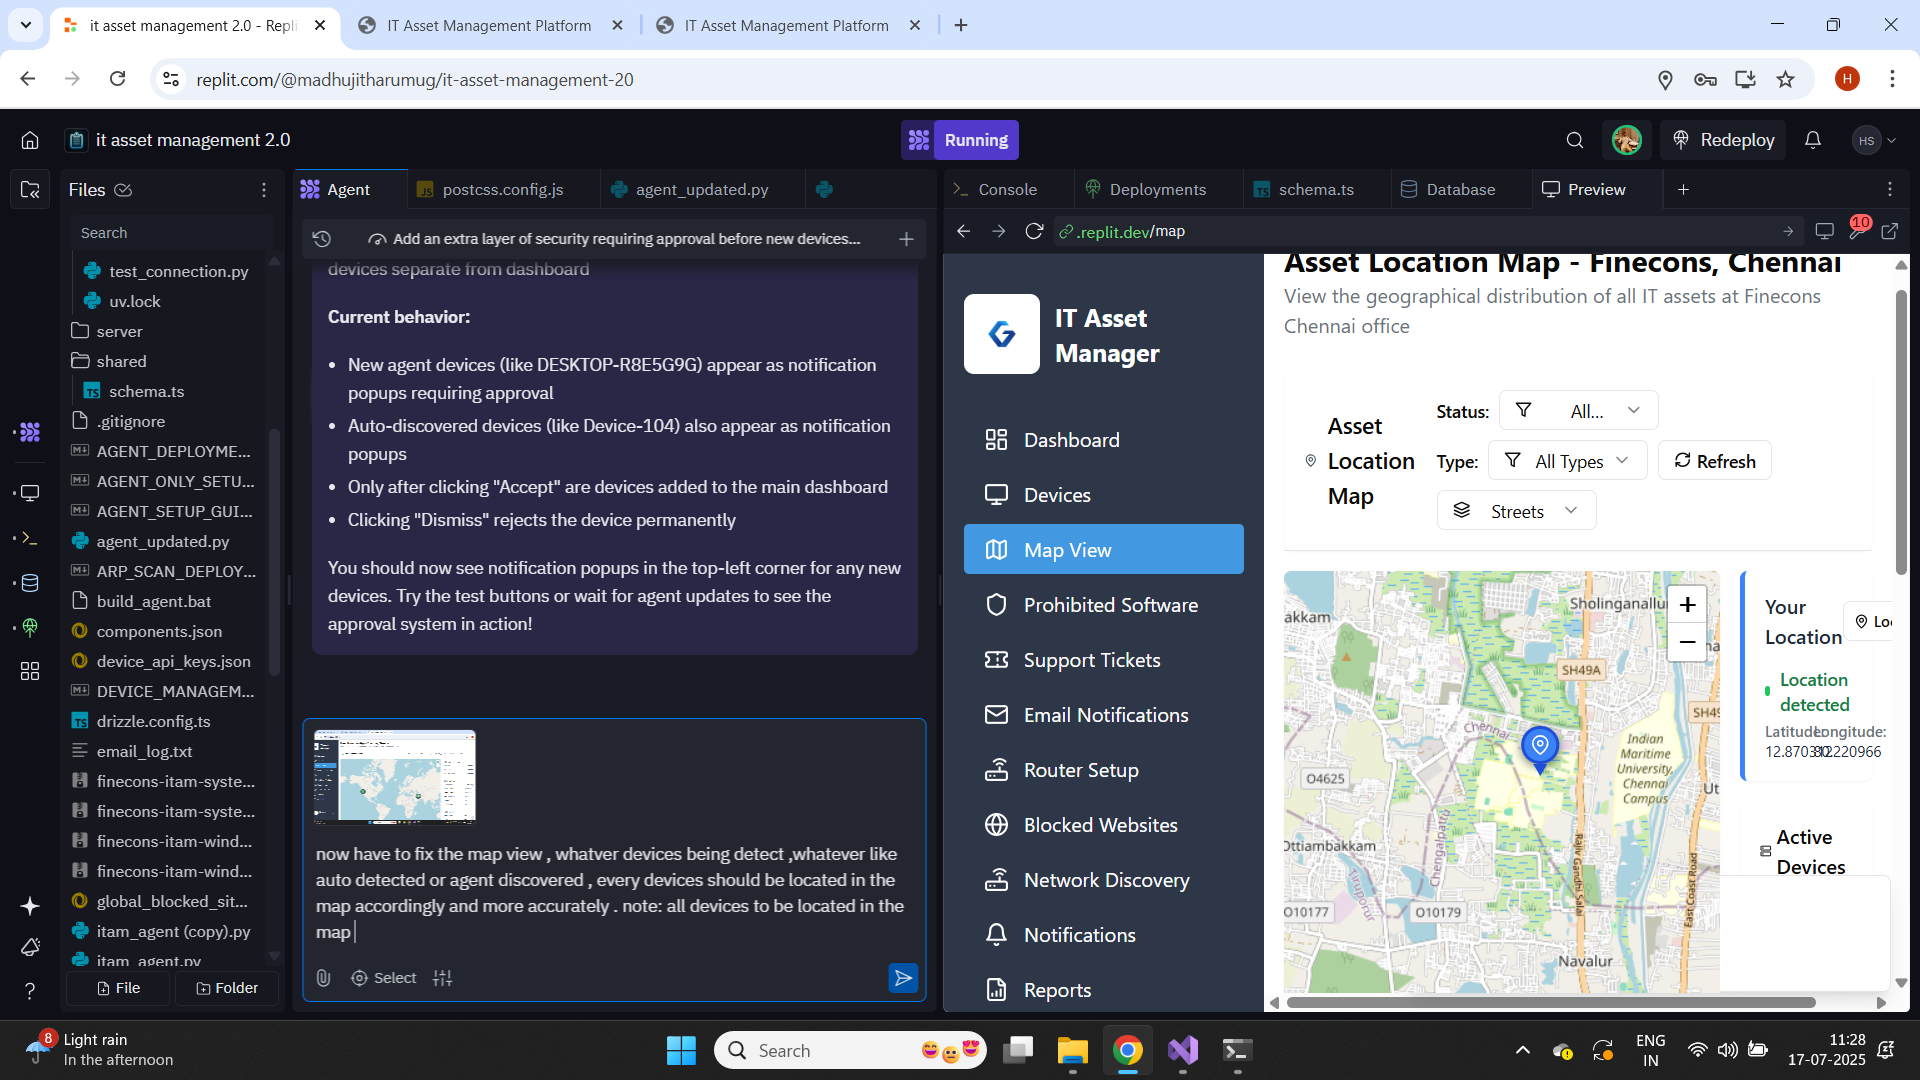 it asset management 2.0 - Repli
IT Asset Management Platform
IT Asset Management Platform
replit.com/@madhujitharumug/it-asset-management-20
H
it asset management 2.0
Running
Redeploy
HS
Files
Agent
postcss.config.js
agent_updated.py
Console
Deployments
schema.ts
Database
Preview
Search
Add an extra layer of security requiring approval before new devices...
.replit.dev/map
10
test_connection.py
uv.lock
server
shared
schema.ts
.gitignore
AGENT_DEPLOYME...
AGENT_ONLY_SETU...
AGENT_SETUP_GUI...
agent_updated.py
ARP_SCAN_DEPLOY...
build_agent.bat
components.json
device_api_keys.json
DEVICE_MANAGEM...
drizzle.config.ts
email_log.txt
finecons-itam-syste...
finecons-itam-syste...
finecons-itam-wind...
finecons-itam-wind...
global_blocked_sit...
itam_agent (copy).py
itam_agent.py
File
Folder
devices separate from dashboard
Current behavior:
• New agent devices (like DESKTOP-R8E5G9G) appear as notification
popups requiring approval
• Auto-discovered devices (like Device-104) also appear as notification
popups
• Only after clicking "Accept" are devices added to the main dashboard
• Clicking "Dismiss" rejects the device permanently
You should now see notification popups in the top-left corner for any new
devices. Try the test buttons or wait for agent updates to see the
approval system in action!
now have to fix the map view , whatver devices being detect ,whatever like
auto detected or agent discovered , every devices should be located in the
map accordingly and more accurately . note: all devices to be located in the
map
Select
IT Asset
Manager
Dashboard
Devices
Map View
Prohibited Software
Support Tickets
Email Notifications
Router Setup
Blocked Websites
Network Discovery
Notifications
Reports
Asset Location Map - Finecons, Chennai
View the geographical distribution of all IT assets at Finecons
Chennai office
Asset
Location
Map
Status:
All...
Type:
All Types
Refresh
Streets
akkam
Sholinganallu
SH49A
SH49
Chennai
Chengalpattu
Indian
Maritime
University,
Chennai
Campus
Ut
O4625
Ottiambakkam
Tiruporur
O10177
O10179
Rajiv Gandhi Salai
East Coast Road
Navalur
+
−
Your
Location
Loc
Location
detected
Longitude:
Active
Devices
8
Light rain
In the afternoon
Search
ENG
IN
11:28
17-07-2025